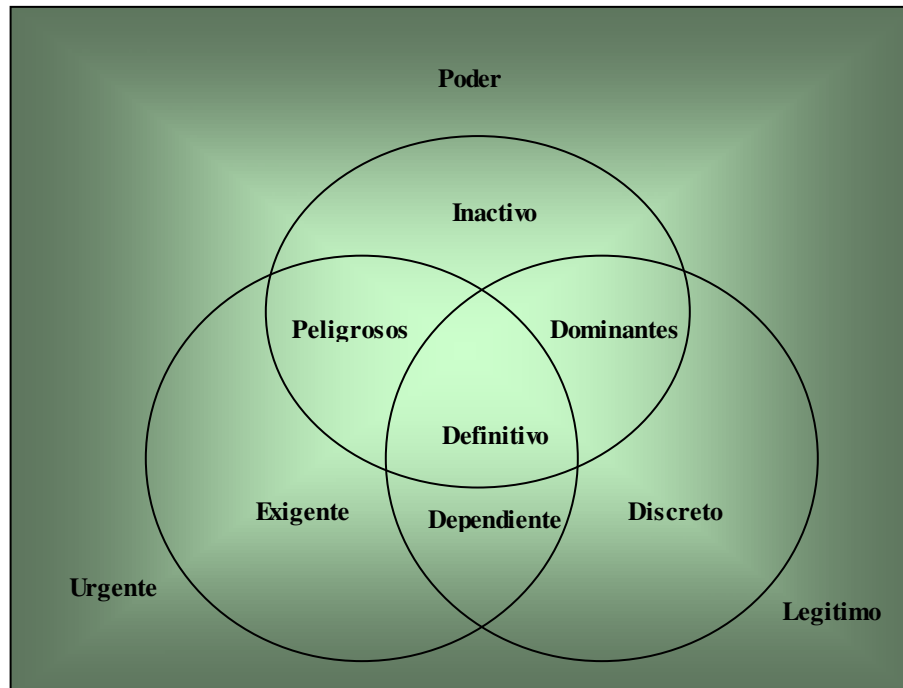 Poder
Inactivo
Peligrosos
Dominantes
Definitivo
Exigente
Dependiente
Discreto
Urgente
Legitimo